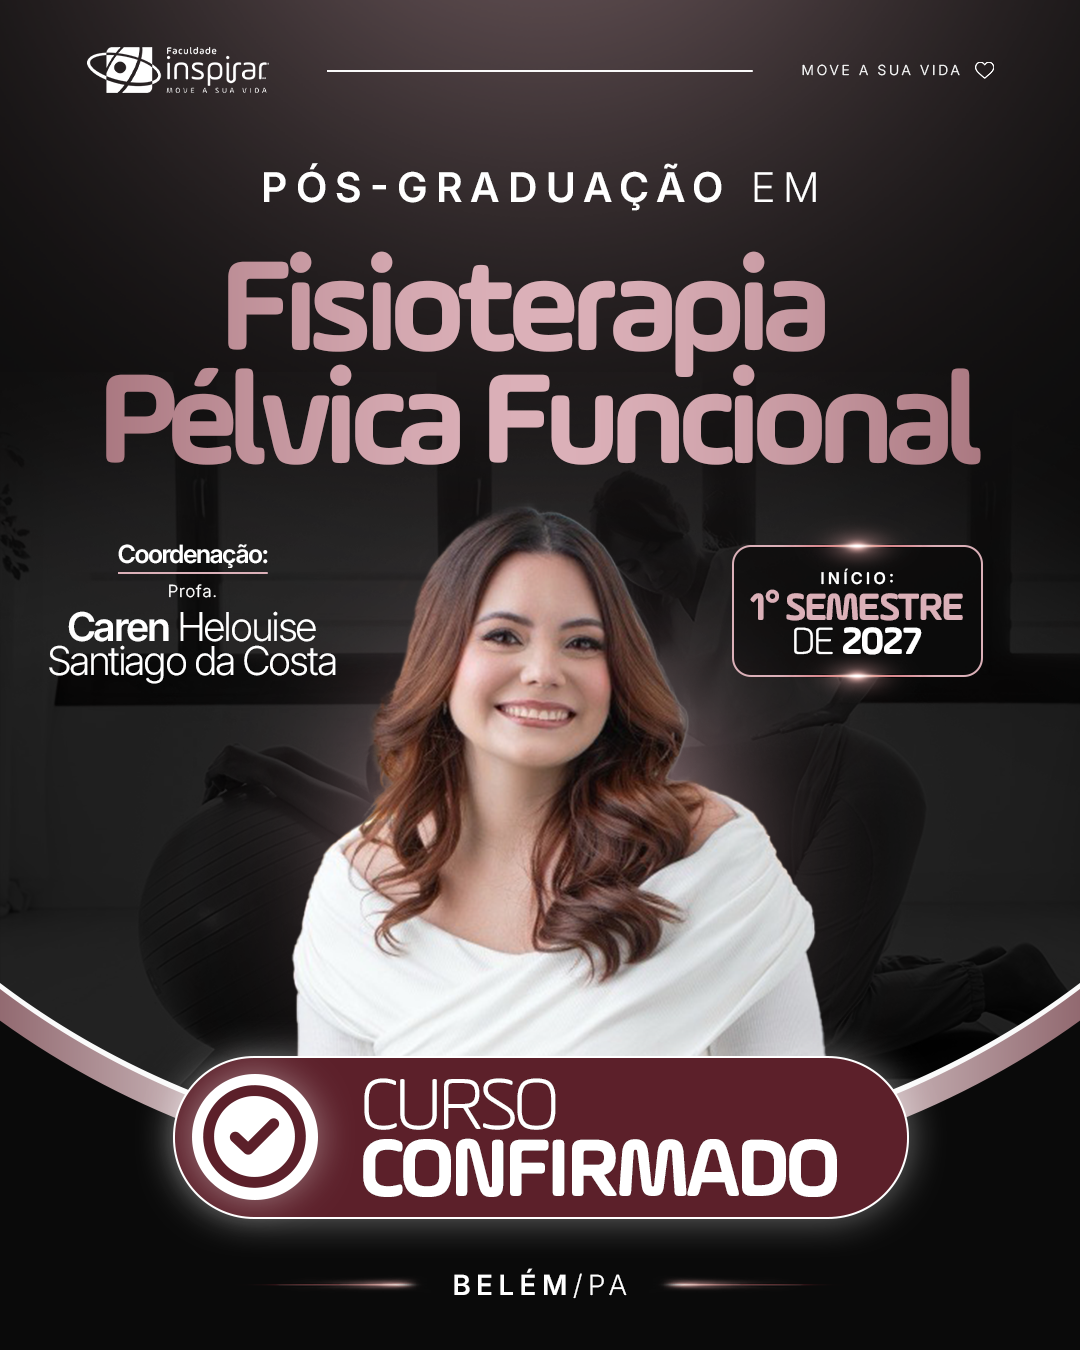 Faculdade
inspirar
MOVE A SUA VIDA
MOVE A SUA VIDA
PÓS-GRADUAÇÃO EM
Fisioterapia
Pélvica Funcional
Coordenação:
Profa.
Caren Helouise
Santiago da Costa
INÍCIO:
1º SEMESTRE
DE 2027
CURSO
CONFIRMADO
BELÉM/PA